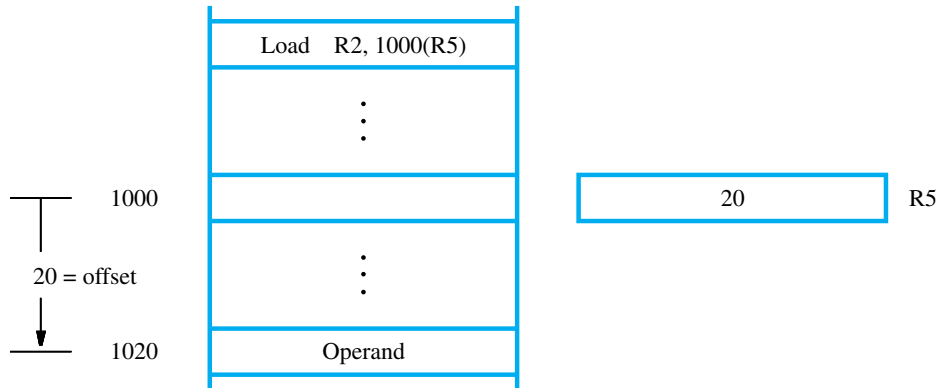 Load R2, 1000(R5)
1000
20
R5
20 = offset
1020
Operand